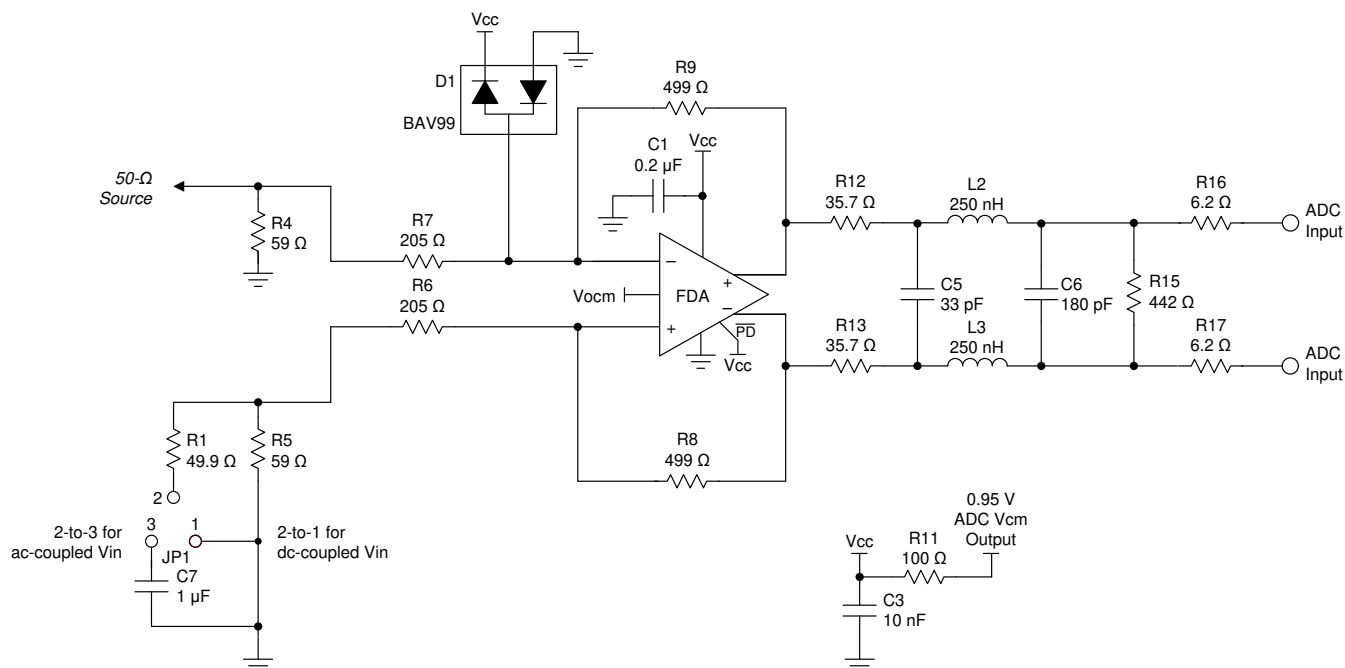 Vcc
D1
BAV99
R9
499 Ω
C1
0.2 µF
Vcc
50-Ω
Source
R4
59 Ω
R7
205 Ω
R6
205 Ω
Vocm
−
+
FDA
+
−
PD
Vcc
R12
35.7 Ω
L2
250 nH
R16
6.2 Ω
ADC
Input
C5
33 pF
C6
180 pF
R15
442 Ω
R13
35.7 Ω
L3
250 nH
R17
6.2 Ω
ADC
Input
R1
49.9 Ω
R5
59 Ω
R8
499 Ω
2
3
1
JP1
2-to-3 for
ac-coupled Vin
2-to-1 for
dc-coupled Vin
C7
1 µF
0.95 V
ADC Vcm
Output
Vcc
R11
100 Ω
C3
10 nF